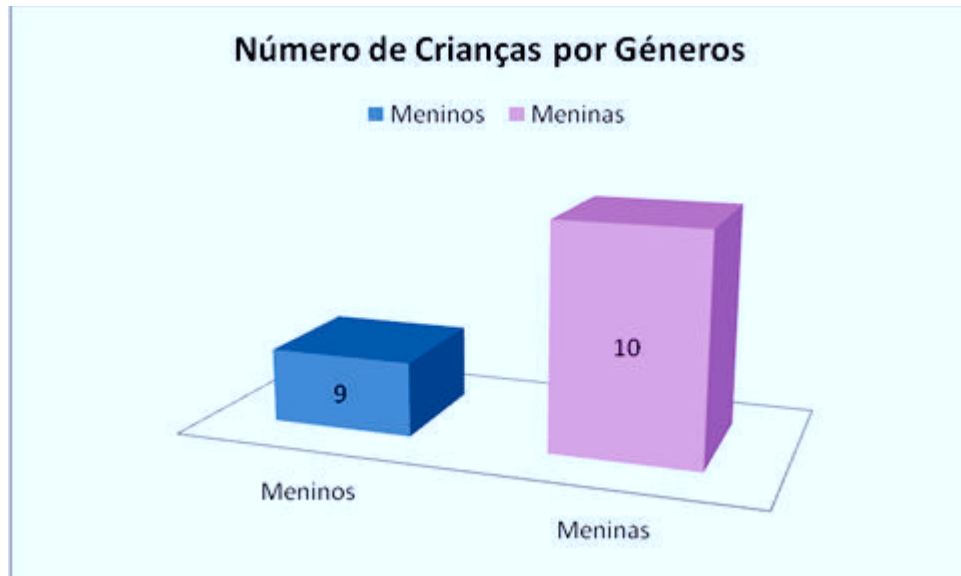 Número de Crianças por Géneros
Meninos Meninas
9
10
Meninos
Meninas